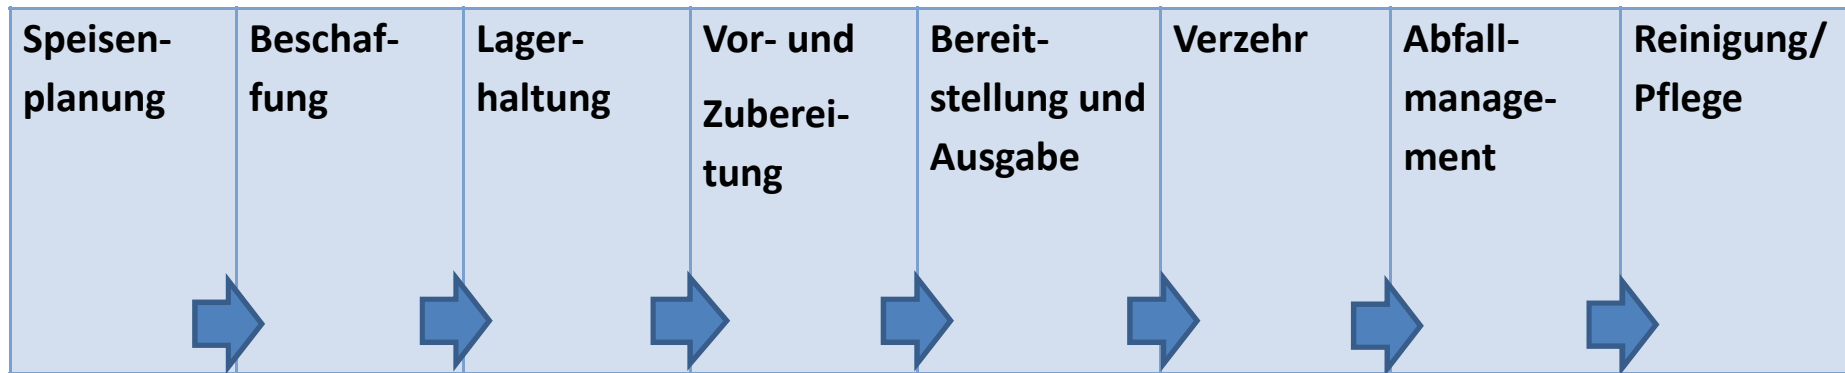 Speisen-
planung
Beschaf-
fung
Lager-
haltung
Vor- und
Zuberei-
tung
Bereit-
stellung und
Ausgabe
Verzehr
Abfall-
manage-
ment
Reinigung/
Pflege